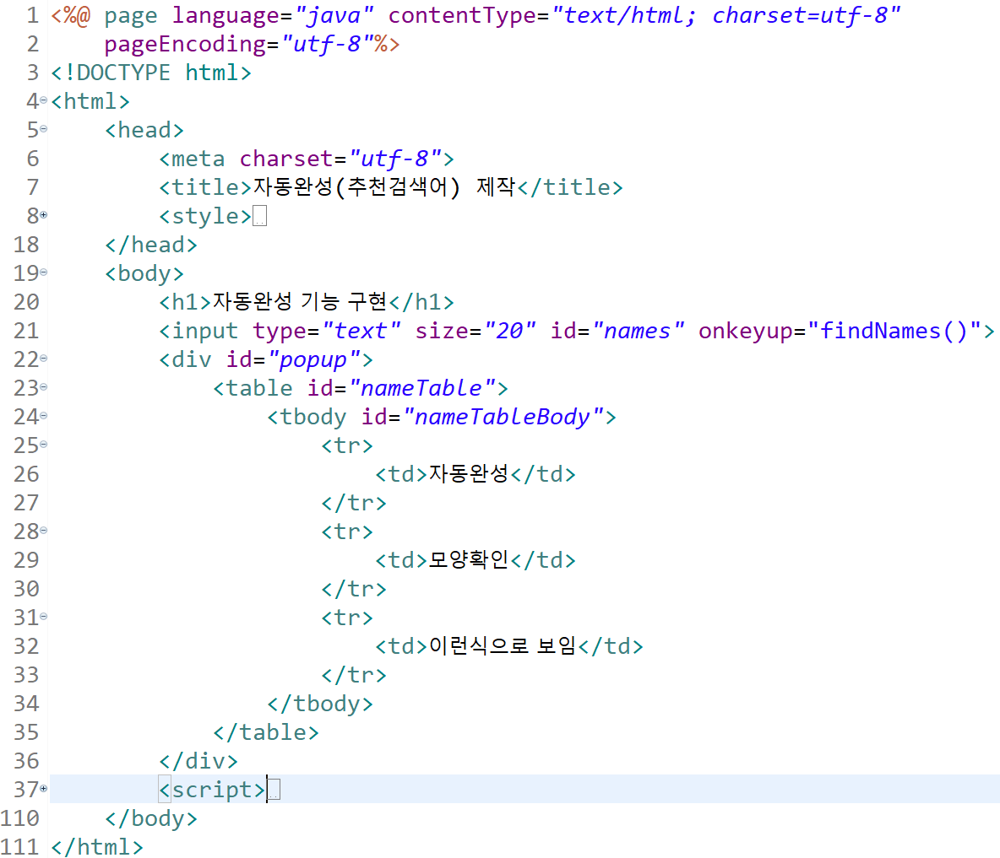 1 <%@ page language="java" contentType="text/html; charset=utf-8"
2     pageEncoding="utf-8"%>
3 <!DOCTYPE html>
4 <html>
5     <head>
6         <meta charset="utf-8">
7         <title>자동완성(추천검색어) 제작</title>
8         <style>
18     </head>
19     <body>
20         <h1>자동완성 기능 구현</h1>
21         <input type="text" size="20" id="names" onkeyup="findNames()">
22         <div id="popup">
23             <table id="nameTable">
24                 <tbody id="nameTableBody">
25                     <tr>
26                         <td>자동완성</td>
27                     </tr>
28                     <tr>
29                         <td>모양확인</td>
30                     </tr>
31                     <tr>
32                         <td>이런식으로 보임</td>
33                     </tr>
34                 </tbody>
35             </table>
36         </div>
37         <script>
110     </body>
111 </html>